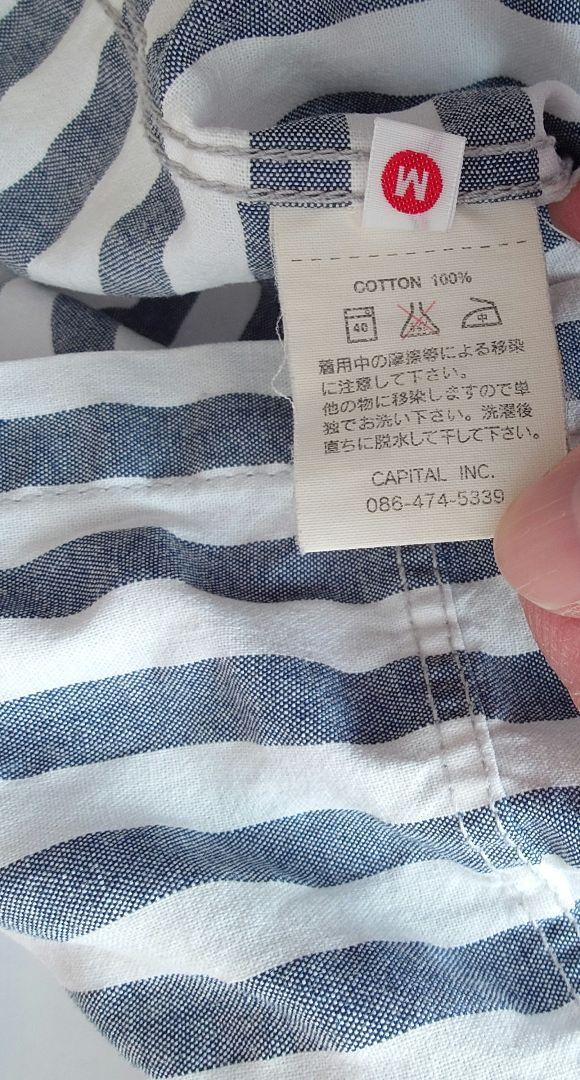 M
COTTON 100%
40 中
着用中の摩擦等による移染
に注意して下さい。
他の物に移染しますので単
独でお洗い下さい。洗濯後
直ちに脱水して干して下さい。
CAPITAL INC.
086-474-5339